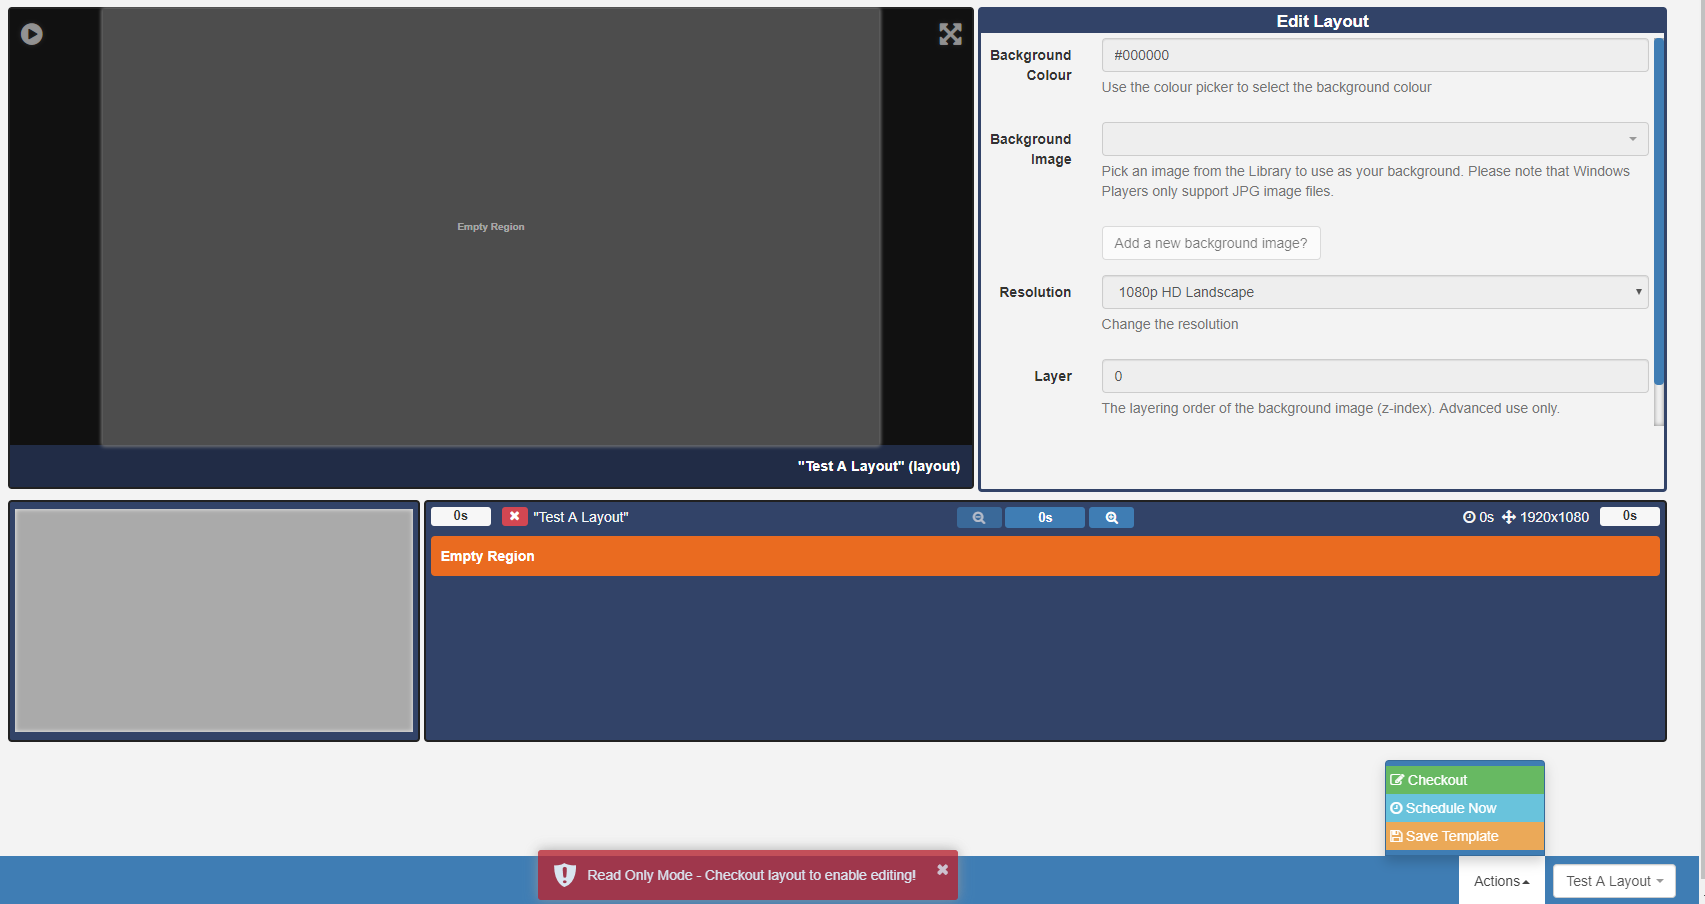 Edit Layout
Background
Colour
#000000
Use the colour picker to select the background colour
Background
Image
Pick an image from the Library to use as your background. Please note that Windows
Players only support JPG image files.
Add a new background image?
Resolution
1080p HD Landscape
Change the resolution
Layer
0
The layering order of the background image (z-index). Advanced use only.
Empty Region
"Test A Layout" (layout)
0s
"Test A Layout"
0s
0s
1920x1080
0s
Empty Region
Checkout
Schedule Now
Save Template
Read Only Mode - Checkout layout to enable editing!
Actions
Test A Layout